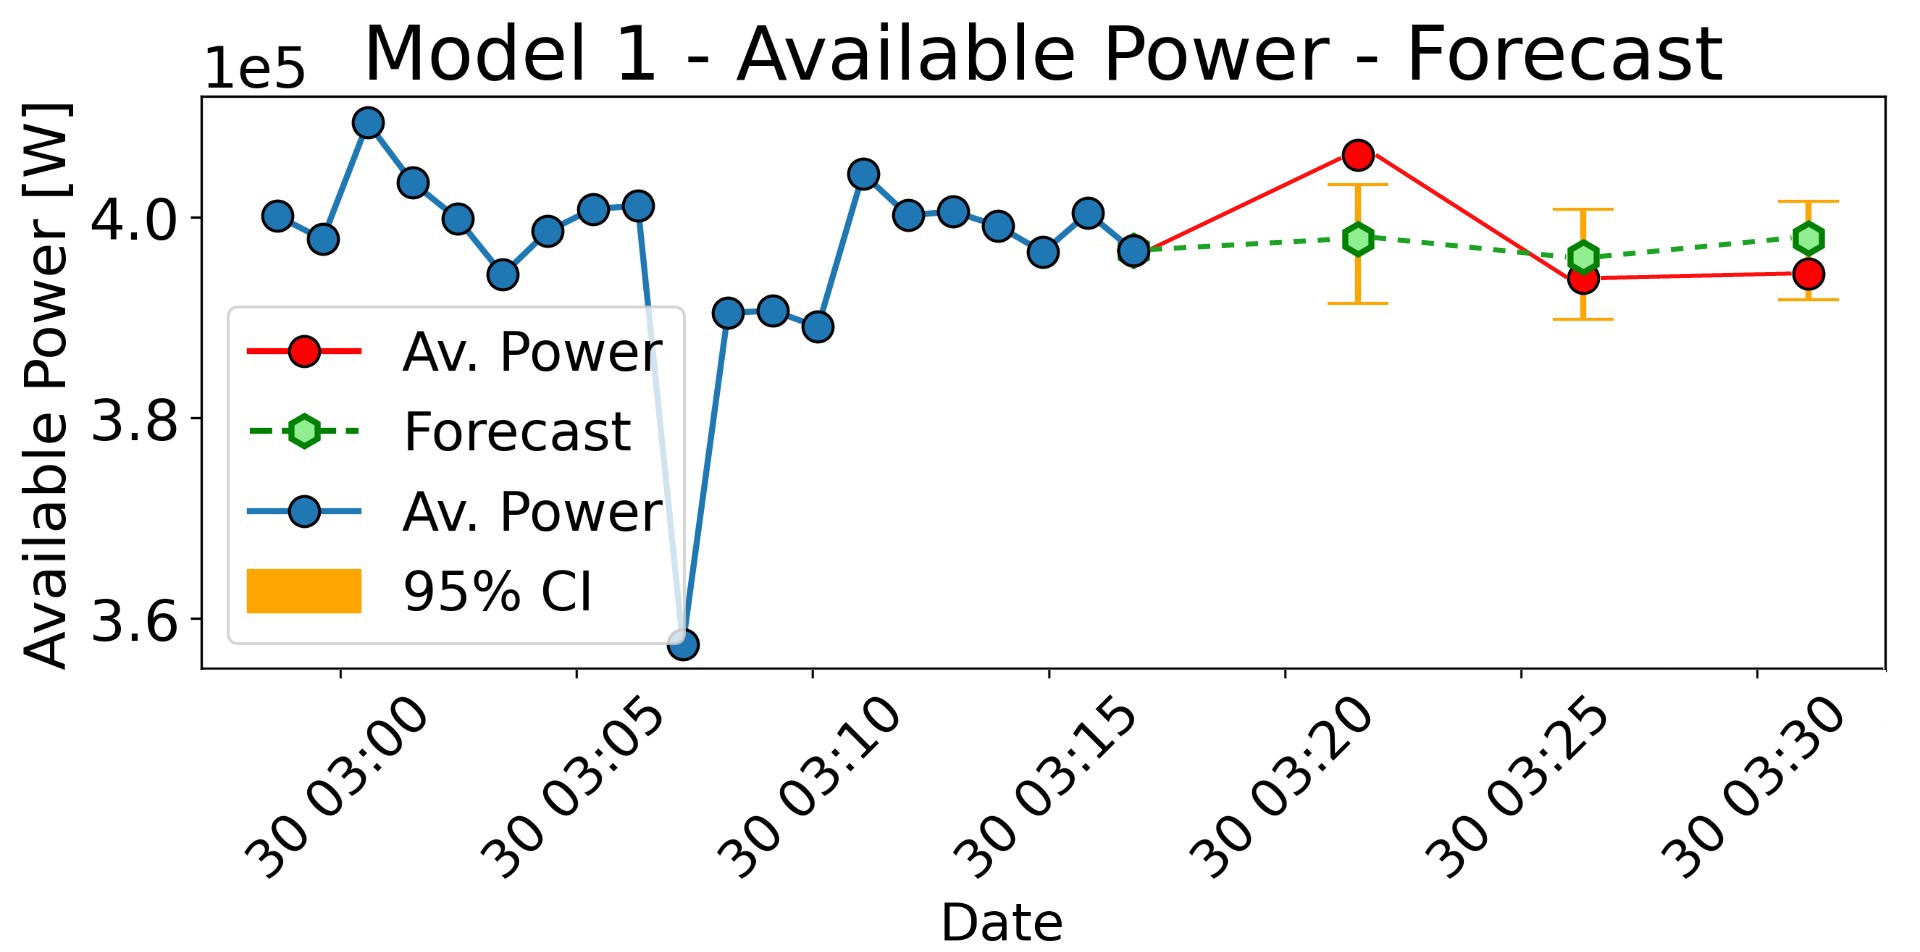 1e5
Model 1 - Available Power - Forecast
Available Power [W]
4.0
3.8
3.6
Av. Power
Forecast
Av. Power
95% CI
30 03:00
30 03:05
30 03:10
30 03:15
30 03:20
30 03:25
30 03:30
Date